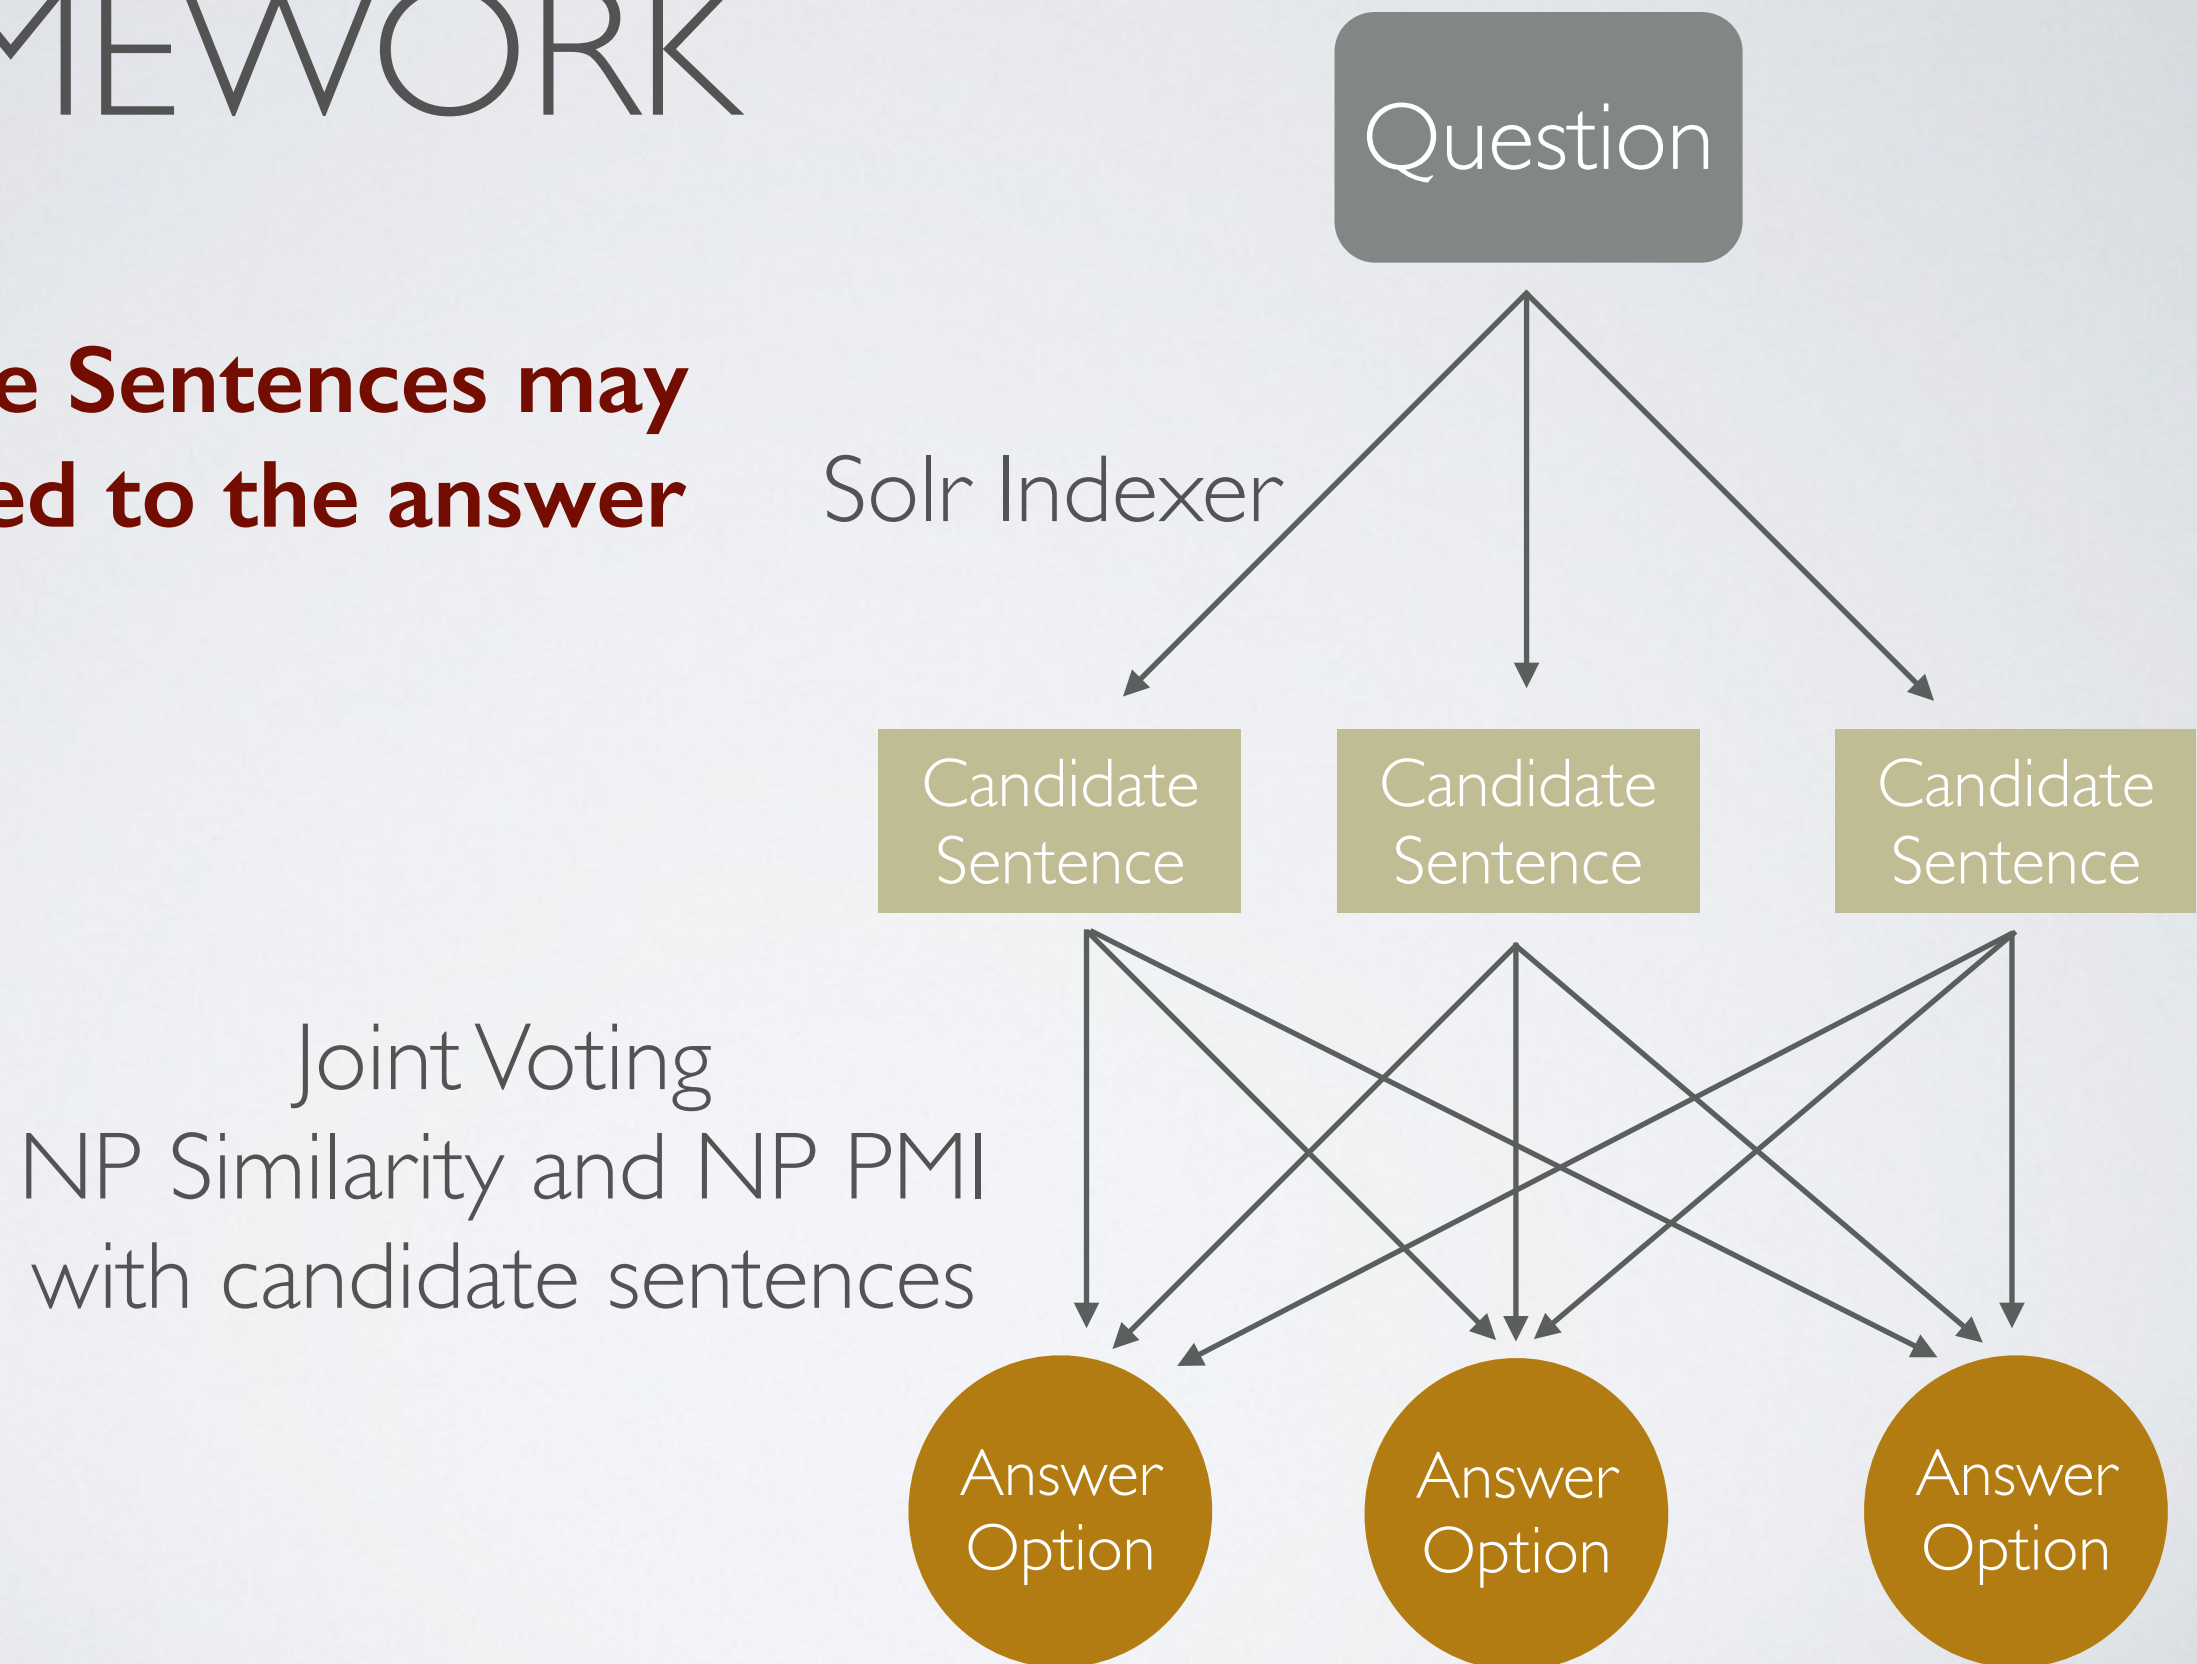 MEWORK
Question
e Sentences may
ed to the answer
Solr Indexer
Candidate
Sentence
Candidate
Sentence
Candidate
Sentence
Joint Voting
NP Similarity and NP PMI
with candidate sentences
Answer
Option
Answer
Option
Answer
Option